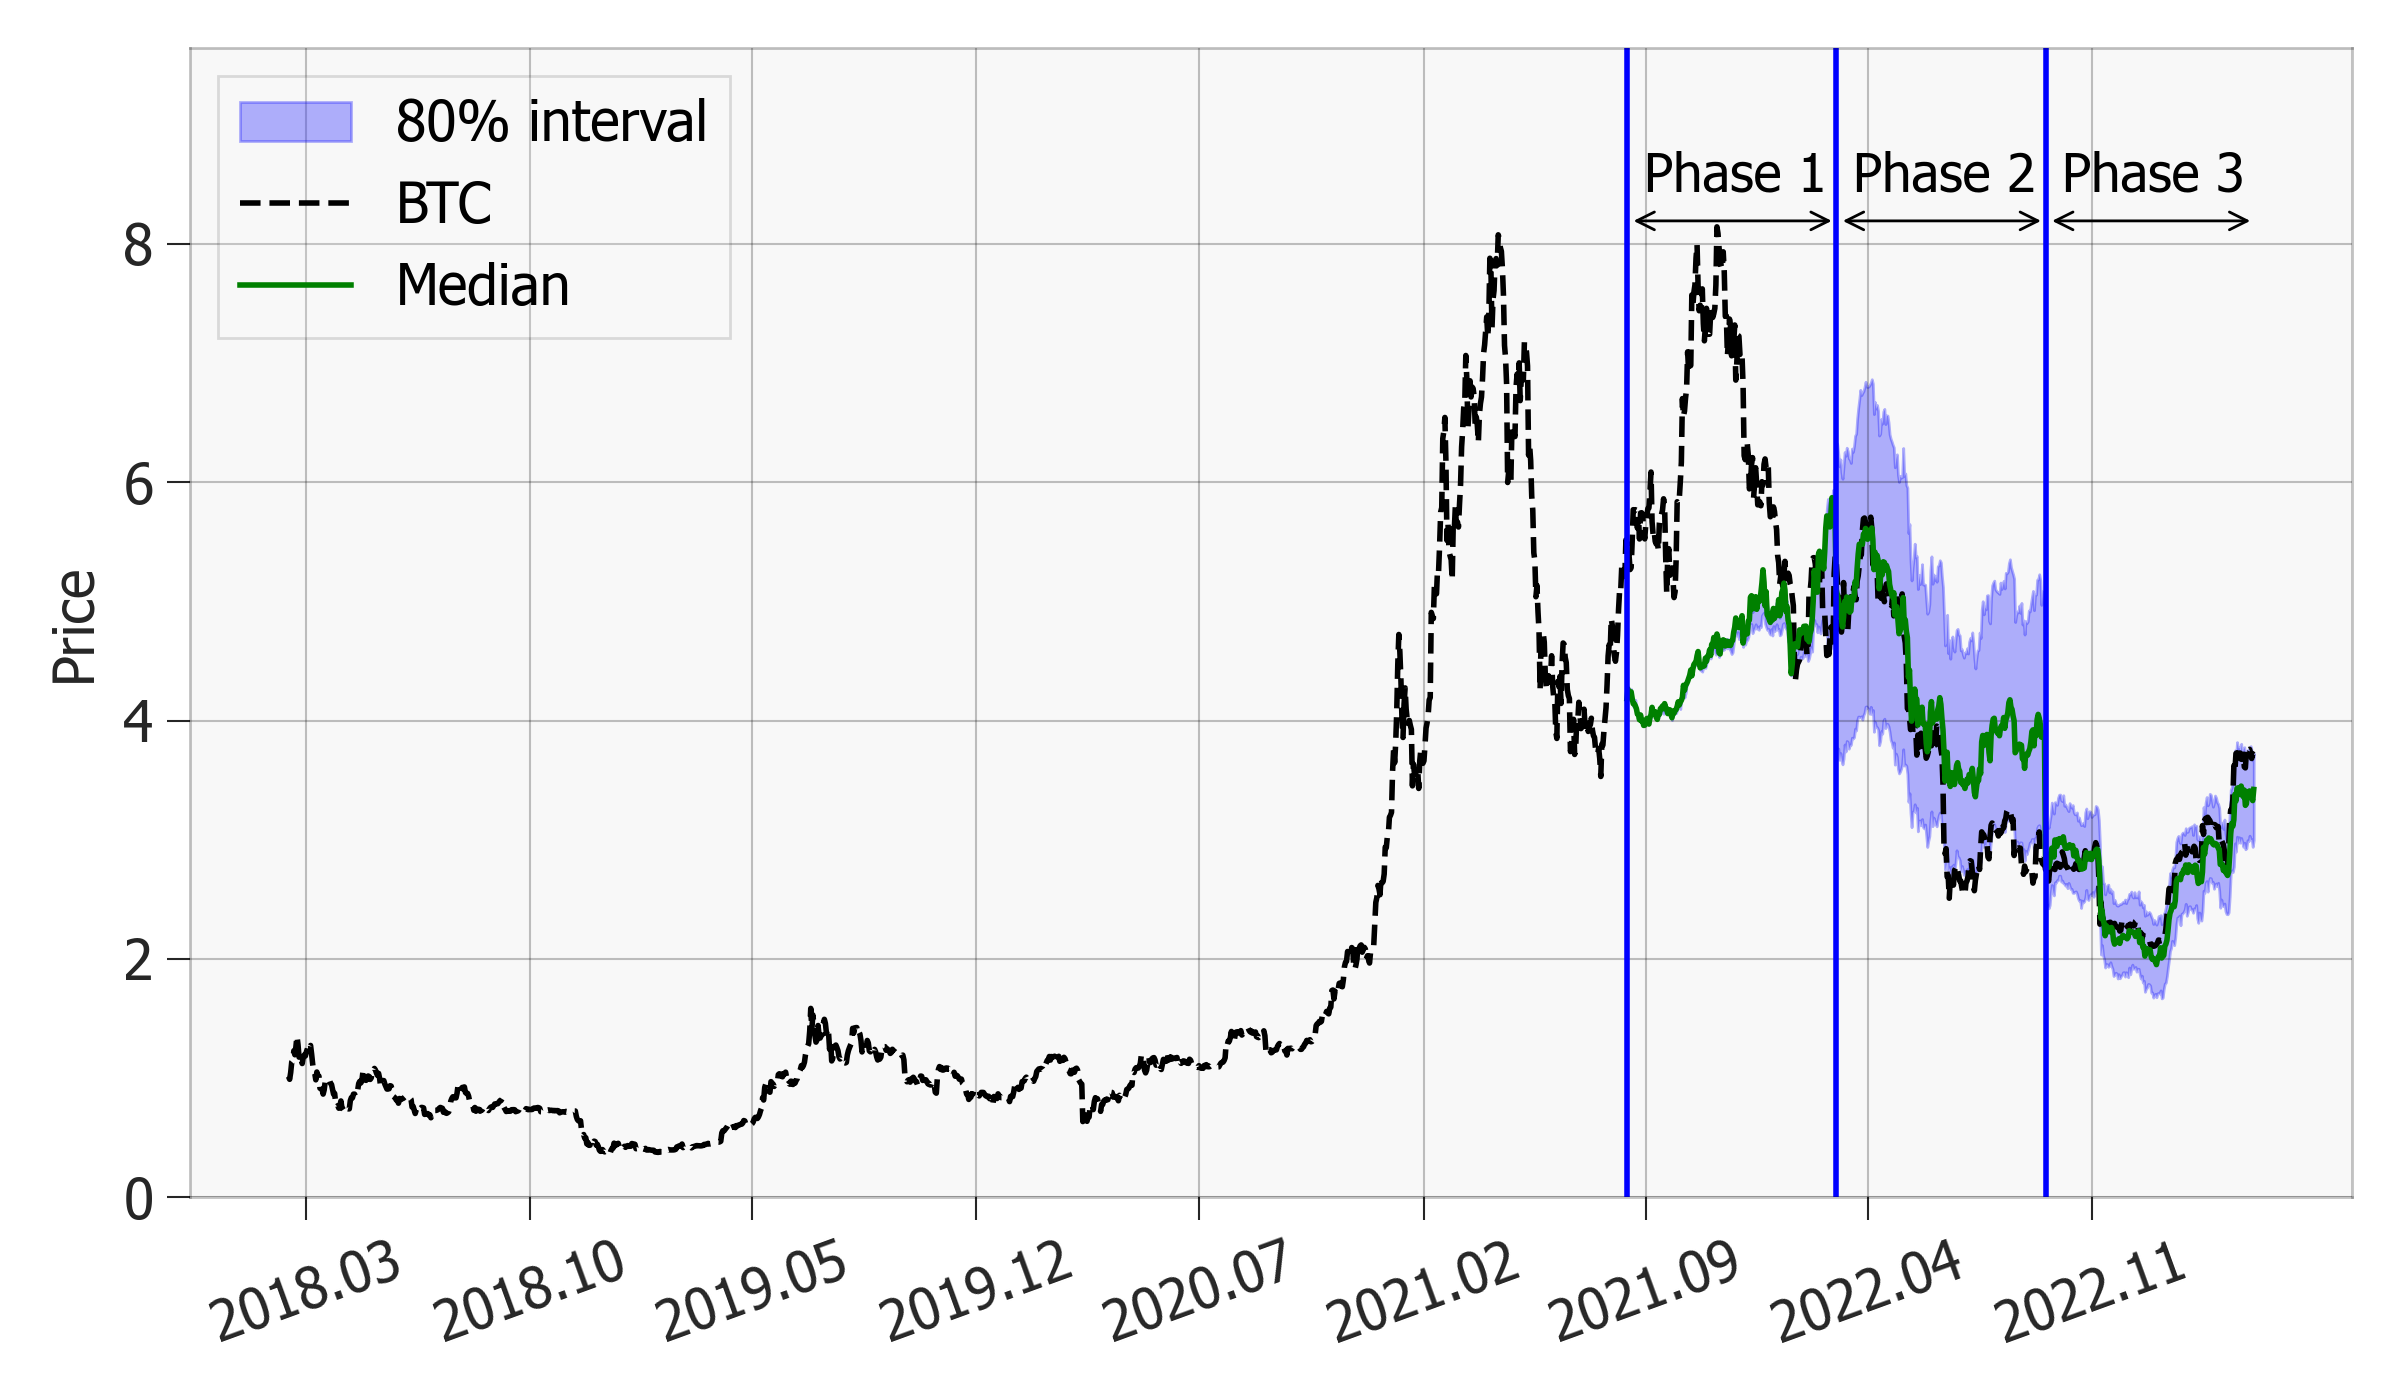 80% interval
BTC
Median
Phase 1
Phase 2
Phase 3
Price
8
6
4
2
0
2018.03
2018.10
2019.05
2019.12
2020.07
2021.02
2021.09
2022.04
2022.11